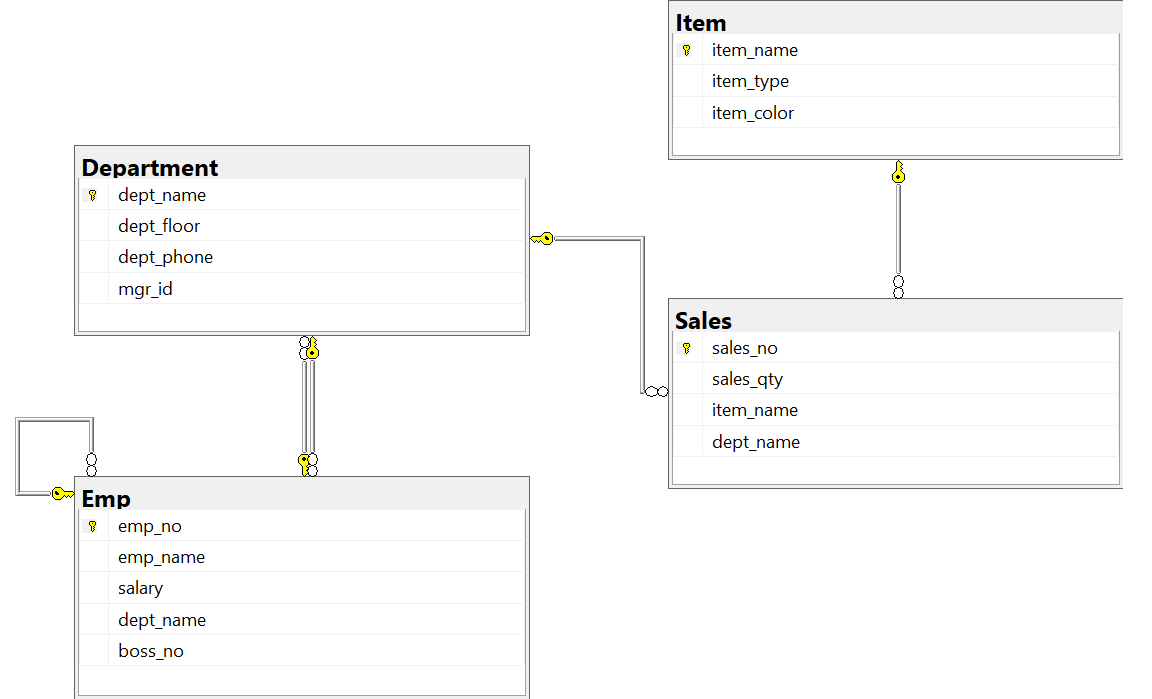 Item
item_name
item_type
item_color
Department
dept_name
dept_floor
dept_phone
mgr_id
Sales
sales_no
sales_qty
item_name
dept_name
Emp
emp_no
emp_name
salary
dept_name
boss_no